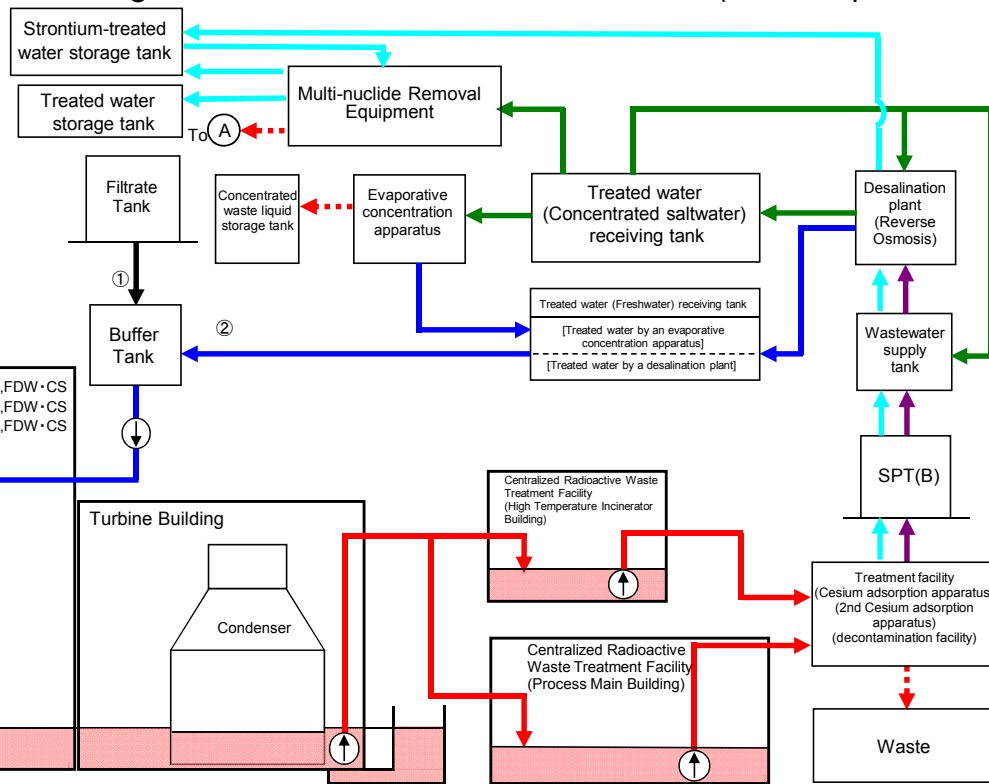 Strontium-treated
water storage tank
Treated water
storage tank
To A
Multi-nuclide Removal
Equipment
Filtrate
Tank
Concentrated
waste liquid
storage tank
Evaporative
concentration
apparatus
Treated water
(Concentrated saltwater)
receiving tank
Desalination
plant
(Reverse
Osmosis)
①
②
Buffer
Tank
Treated water (Freshwater) receiving tank
[Treated water by an evaporative
concentration apparatus]
[Treated water by a desalination plant]
Wastewater
supply
tank
,FDW・CS
,FDW・CS
,FDW・CS
SPT(B)
Turbine Building
Condenser
Centralized Radioactive Waste
Treatment Facility
(High Temperature Incinerator
Building)
Centralized Radioactive
Waste Treatment Facility
(Process Main Building)
Treatment facility
(Cesium adsorption apparatus
(2nd Cesium adsorption
apparatus)
(decontamination facility)
Waste